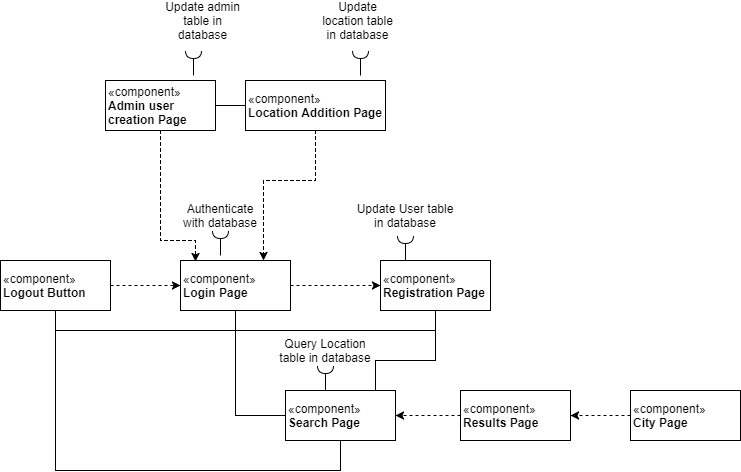 Update admin
table in
database
Update
location table
in database
«component»
Admin user
creation Page
«component»
Location Addition Page
Authenticate
with database
Update User table
in database
«component»
Logout Button
«component»
Login Page
«component»
Registration Page
Query Location
table in database
«component»
Search Page
«component»
Results Page
«component»
City Page